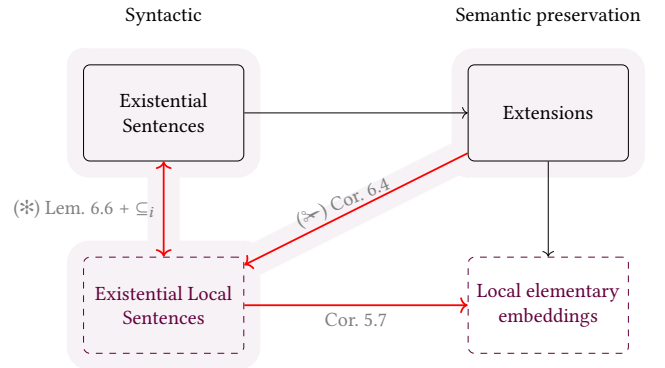 Syntactic
Semantic preservation
Existential
Sentences
Extensions
(✻) Lem. 6.6 + ⊆ᵢ
(✂) Cor. 6.4
Existential Local
Sentences
Cor. 5.7
Local elementary
embeddings